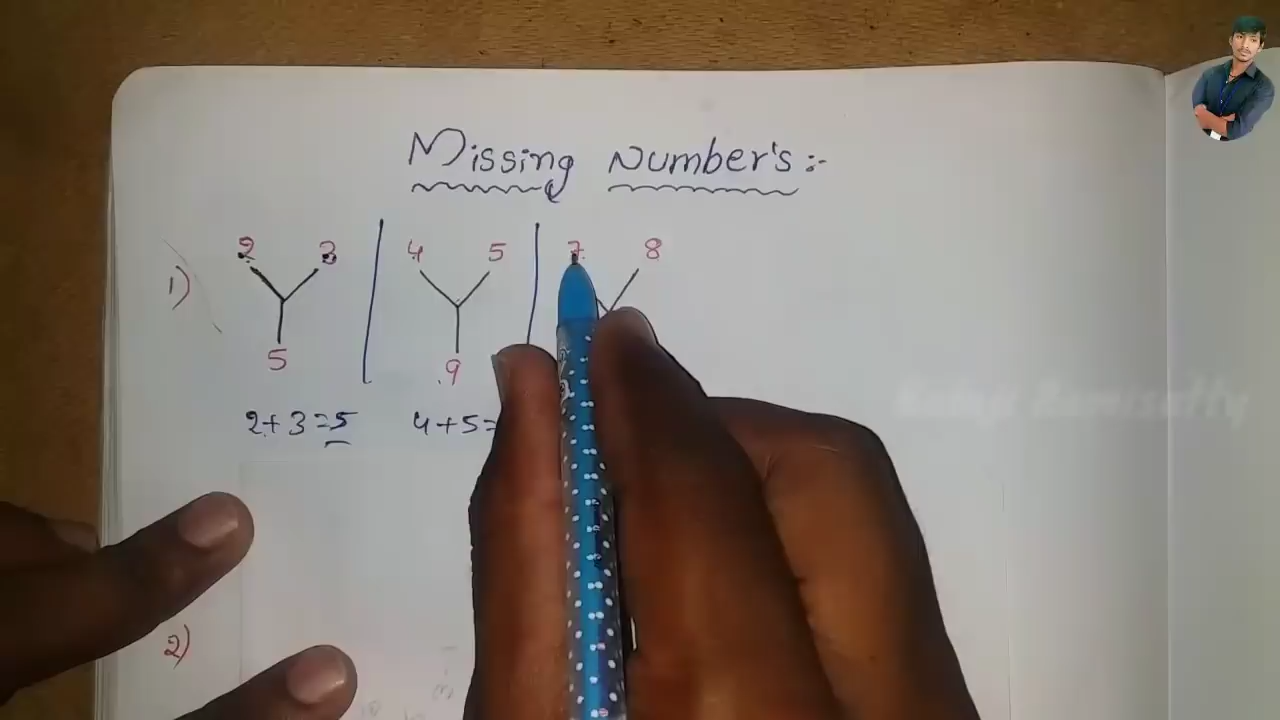 Missing Number's :-
1) 2 3 4 5 7 8
5 9
2+3=5 4+5=
2)